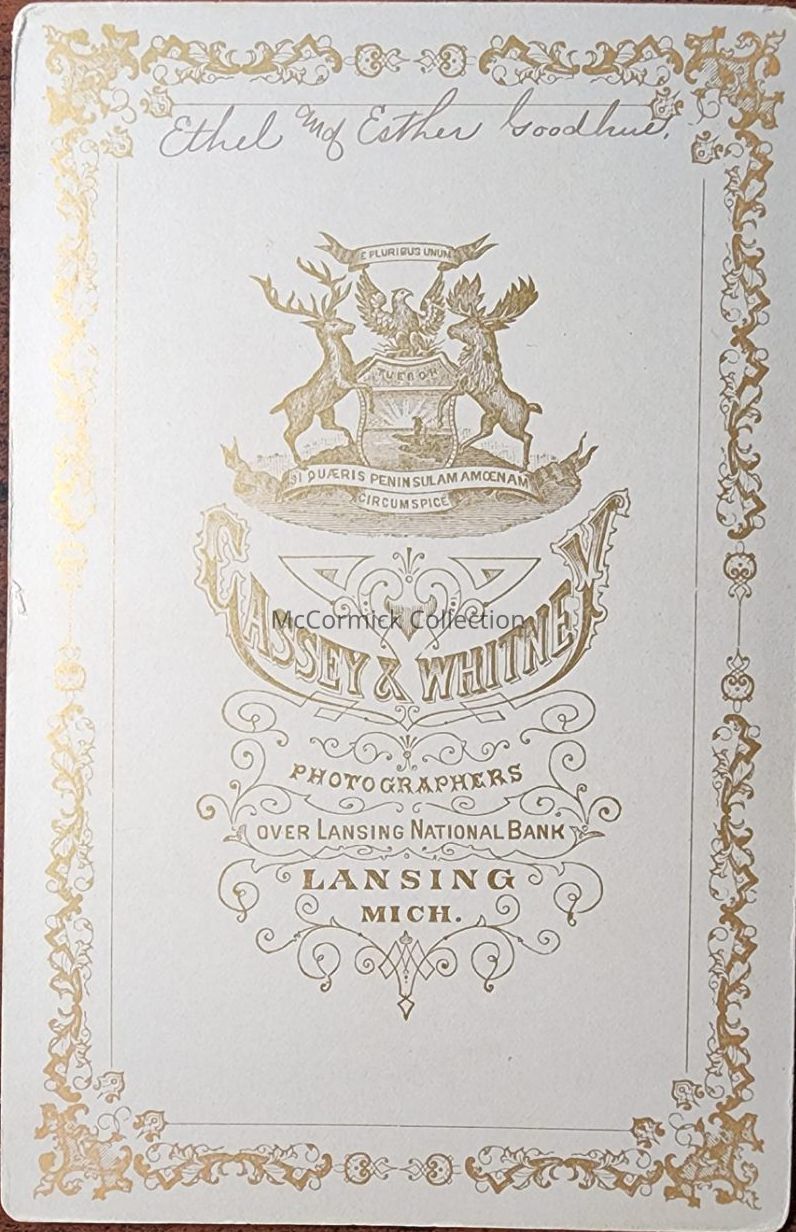 Ethel and Esther Goodhue.
E PLURIBUS UNUM
TUEBOR
SI QUÆRIS PENINSULAM AMŒNAM
CIRCUMSPICE
CASSEY & WHITNEY
McCormick Collection
PHOTOGRAPHERS
OVER LANSING NATIONAL BANK
LANSING
MICH.